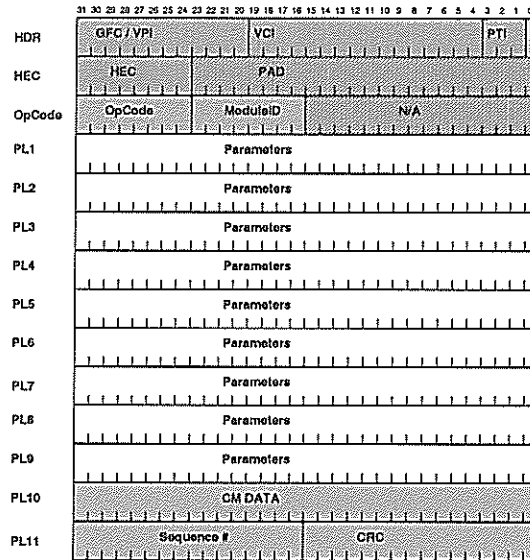 31 30 29 28 27 26 25 24 23 22 21 20 19 18 17 16 15 14 13 12 11 10 9 8 7 6 5 4 3 2 1 0
HDR GFC / VPI VCI PTI
HEC HEC PAD
OpCode OpCode ModuleID N/A
PL1 Parameters
PL2 Parameters
PL3 Parameters
PL4 Parameters
PL5 Parameters
PL6 Parameters
PL7 Parameters
PL8 Parameters
PL9 Parameters
PL10 CM DATA
PL11 Sequence # CRC